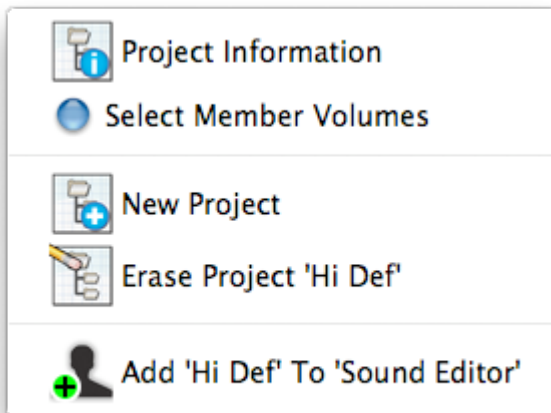 Project Information
Select Member Volumes
New Project
Erase Project 'Hi Def'
Add 'Hi Def' To 'Sound Editor'